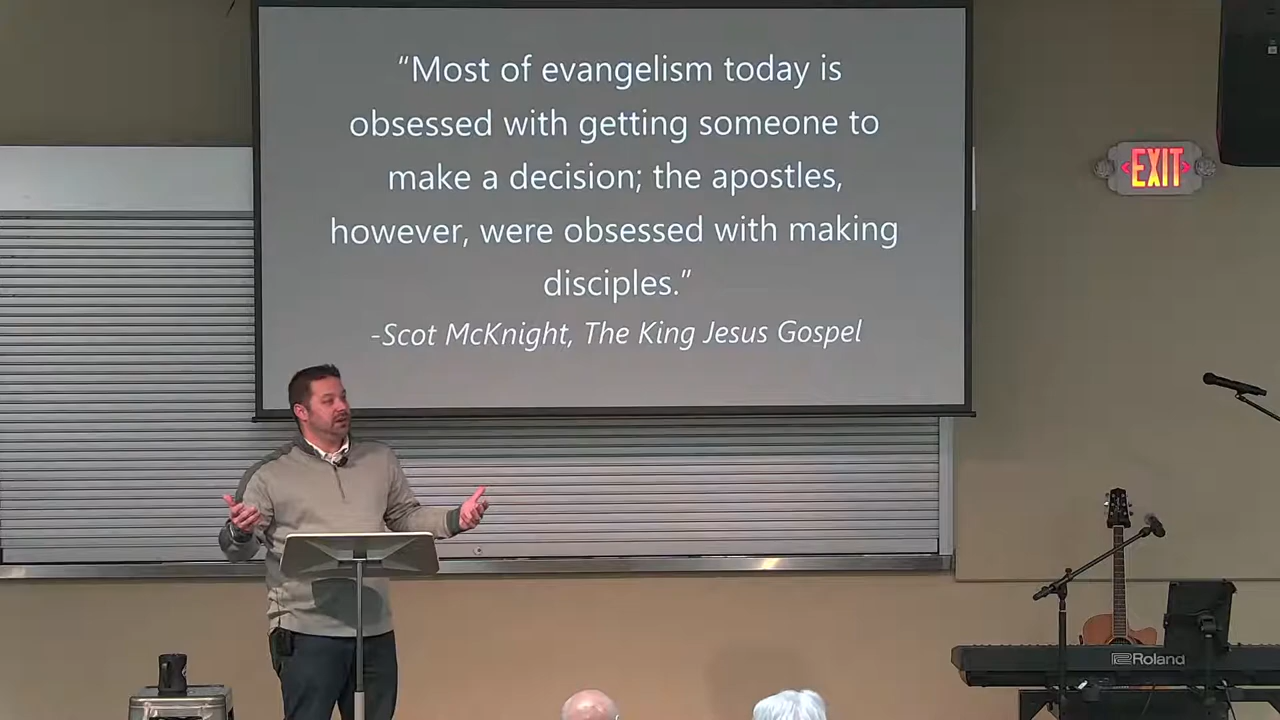 “Most of evangelism today is
obsessed with getting someone to
make a decision; the apostles,
however, were obsessed with making
disciples.”
-Scot McKnight, The King Jesus Gospel
EXIT
Roland